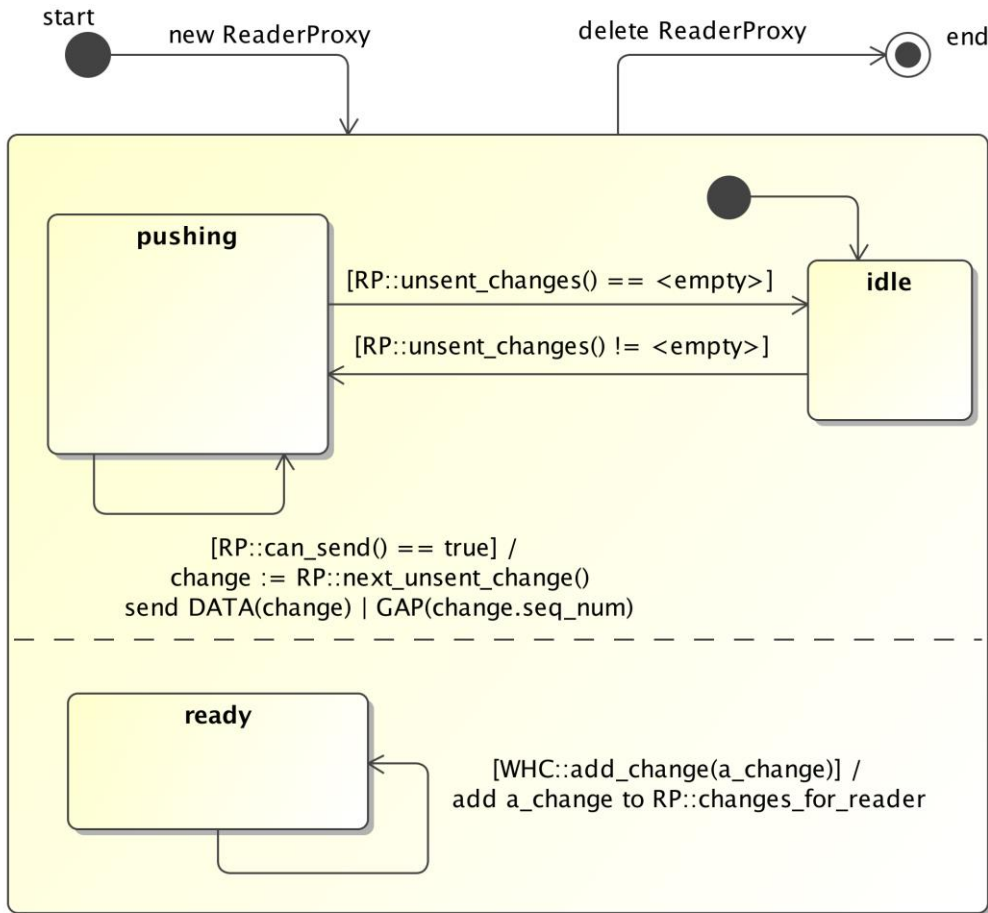 start
new ReaderProxy
delete ReaderProxy
end
pushing
[RP::unsent_changes() == <empty>]
idle
[RP::unsent_changes() != <empty>]
[RP::can_send() == true] /
change := RP::next_unsent_change()
send DATA(change) | GAP(change.seq_num)
ready
[WHC::add_change(a_change)] /
add a_change to RP::changes_for_reader